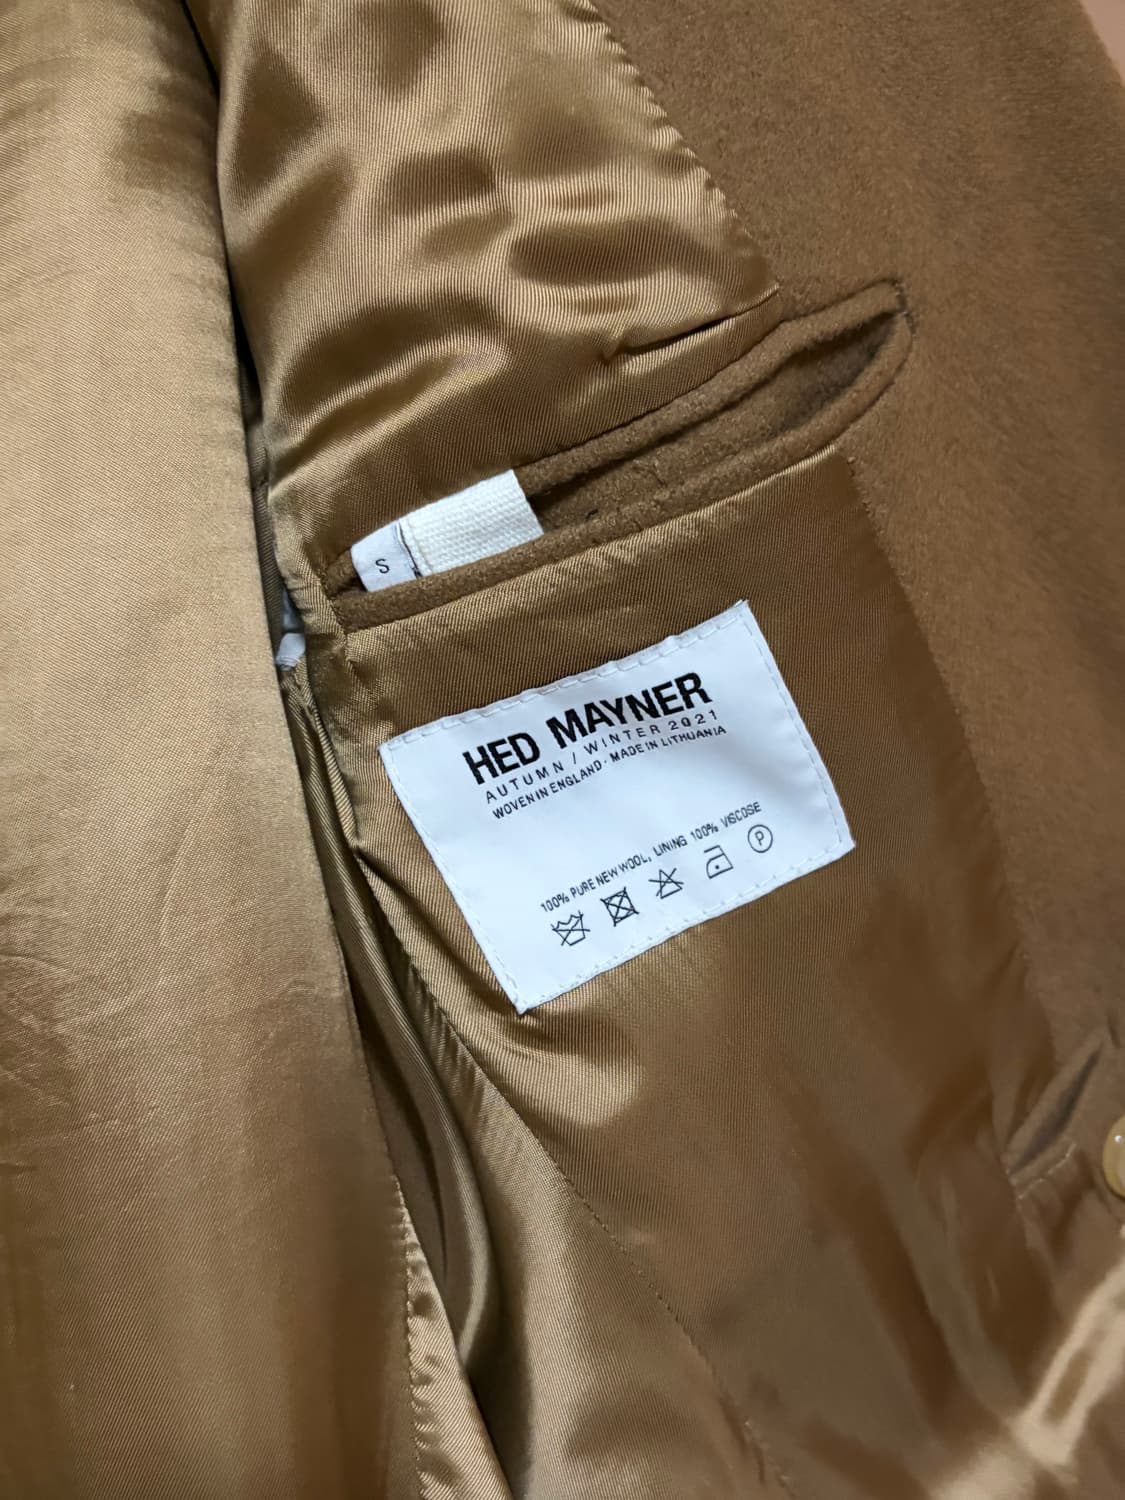 S
HED MAYNER
AUTUMN / WINTER 2021
WOVEN IN ENGLAND · MADE IN LITHUANIA
100% PURE NEW WOOL, LINING 100% VISCOSE
P